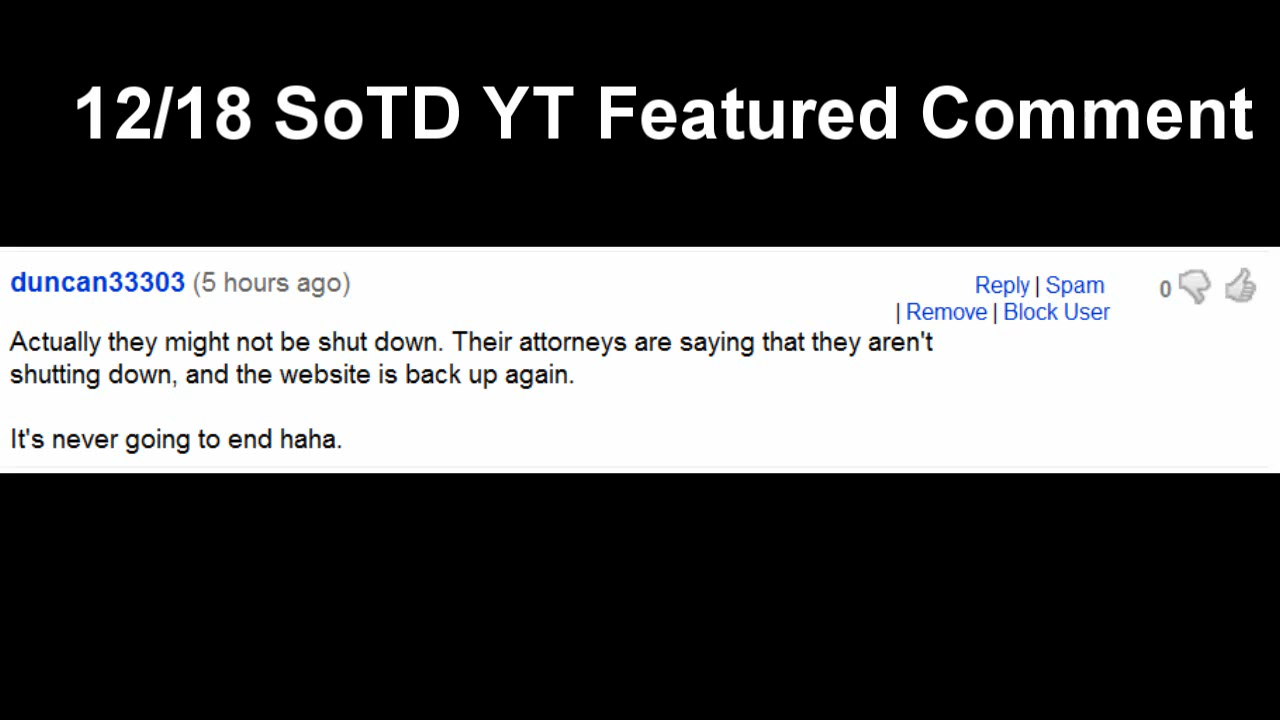 12/18 SoTD YT Featured Comment
duncan33303 (5 hours ago)
Reply | Spam
0
| Remove | Block User
Actually they might not be shut down. Their attorneys are saying that they aren't
shutting down, and the website is back up again.
It's never going to end haha.